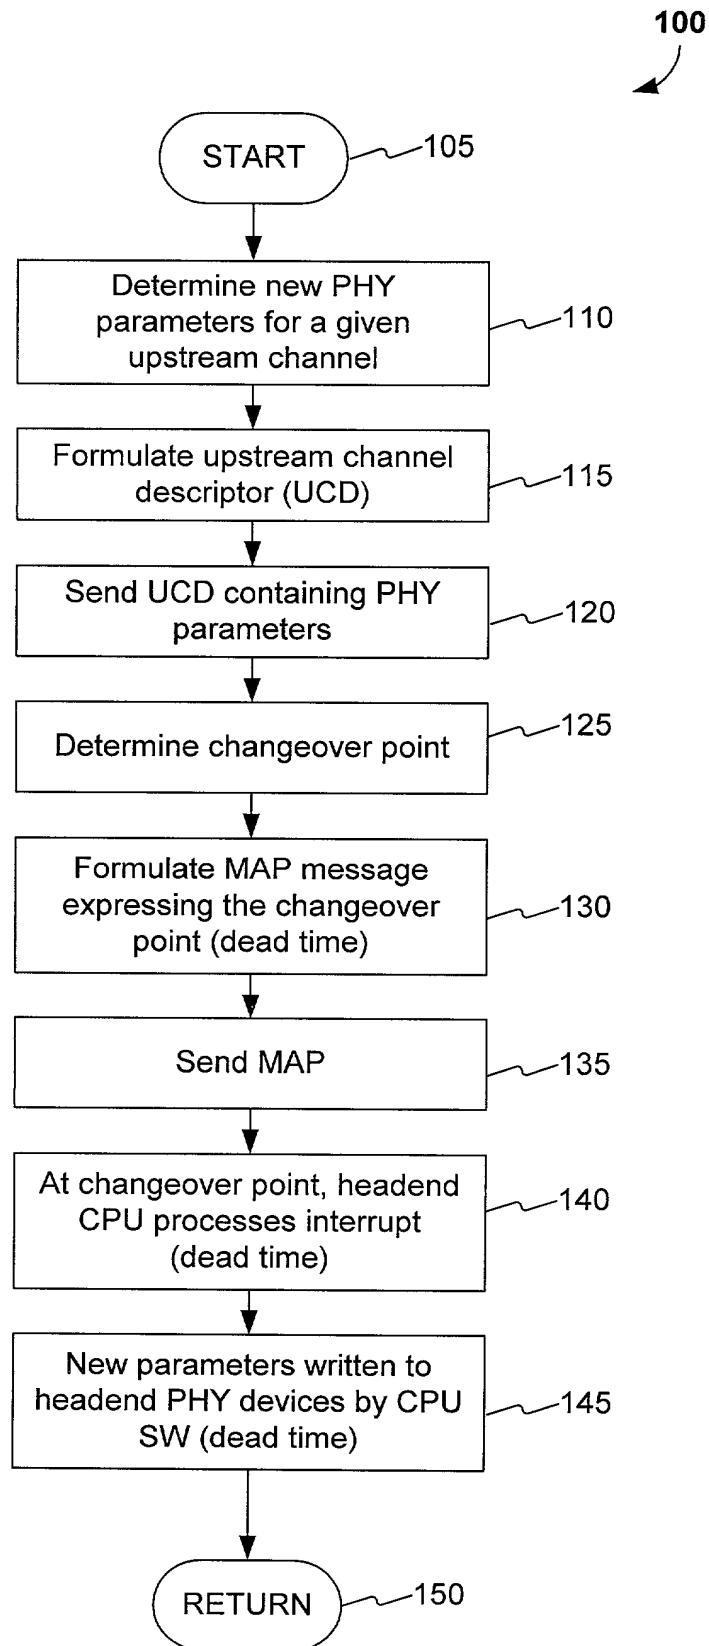 100
START
105
Determine new PHY
parameters for a given
upstream channel
110
Formulate upstream channel
descriptor (UCD)
115
Send UCD containing PHY
parameters
120
Determine changeover point
125
Formulate MAP message
expressing the changeover
point (dead time)
130
Send MAP
135
At changeover point, headend
CPU processes interrupt
(dead time)
140
New parameters written to
headend PHY devices by CPU
SW (dead time)
145
RETURN
150